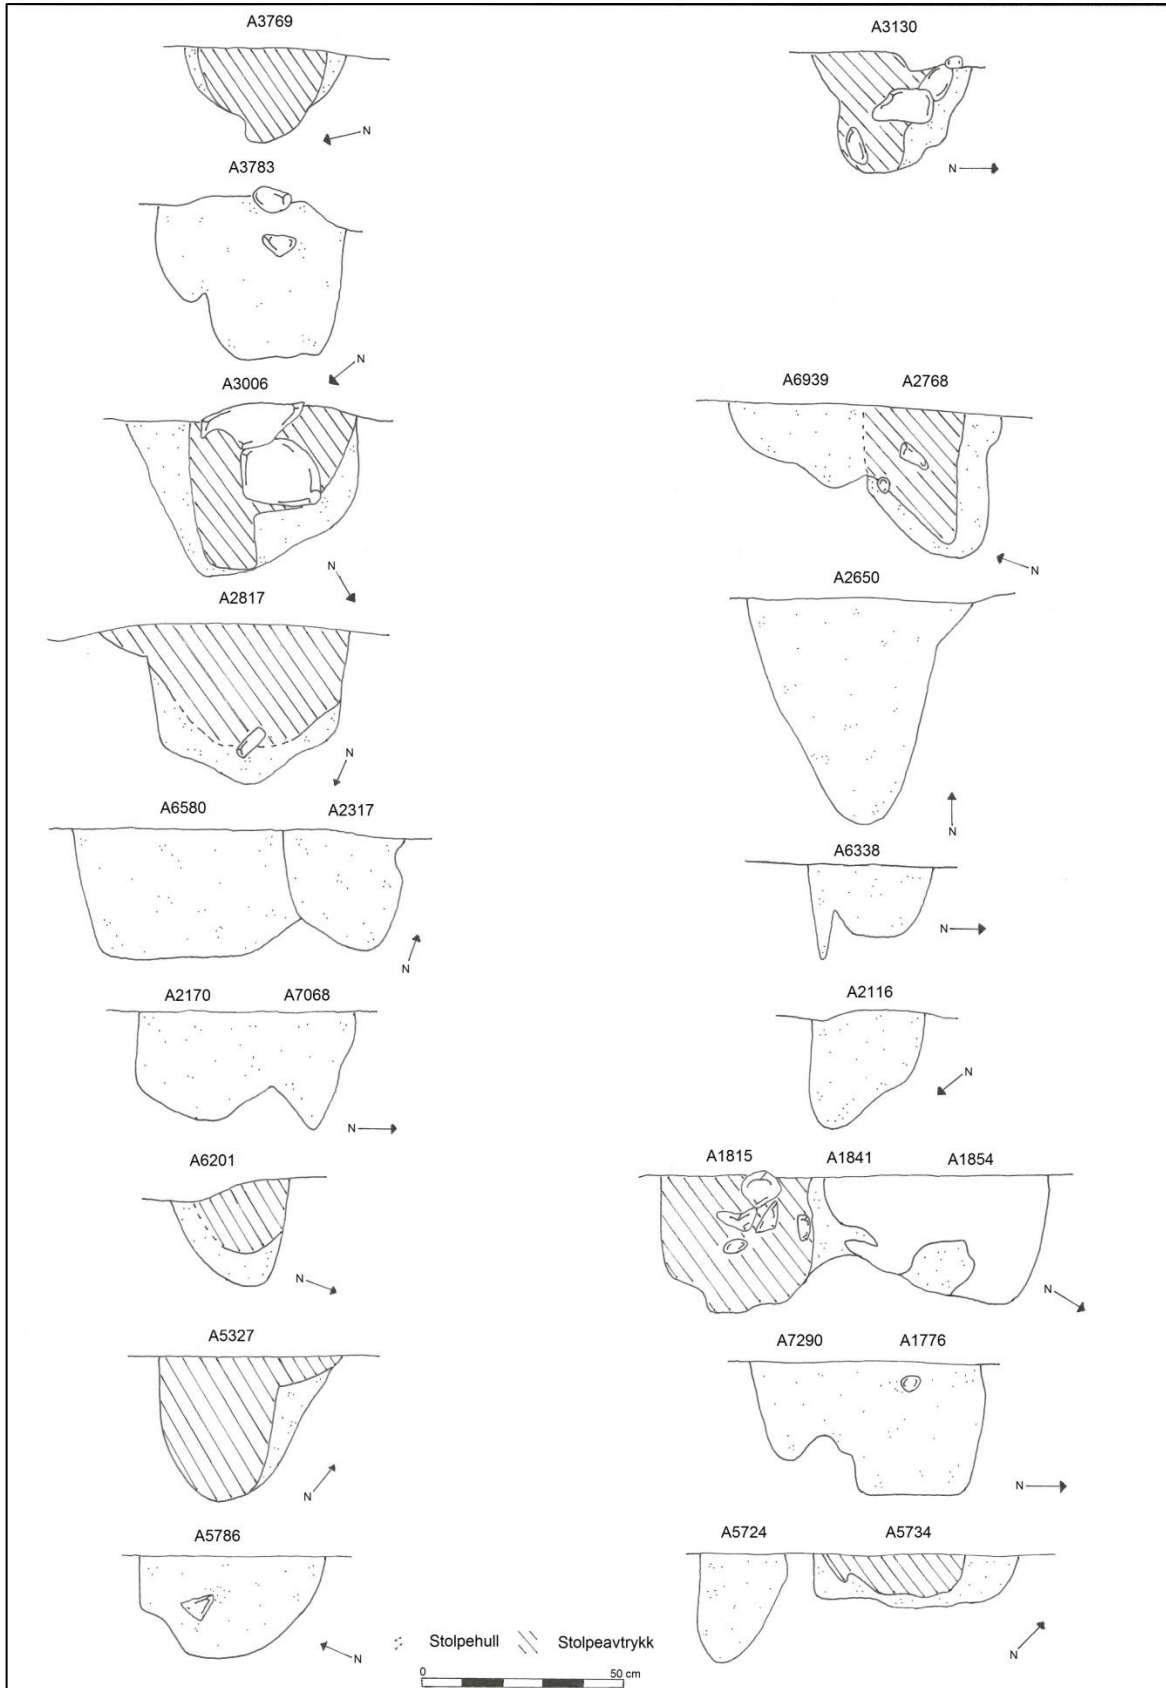 A3769
A3130
N
N
A3783
N
A3006
A6939 A2768
N
N
A2817
A2650
N
N
A6580 A2317
A6338
N
N
A2170 A7068
A2116
N
N
A6201
A1815 A1841 A1854
N
N
A5327
A7290 A1776
N
N
A5786
A5724 A5734
N
N
Stolpehull Stolpeavtrykk
0 50 cm